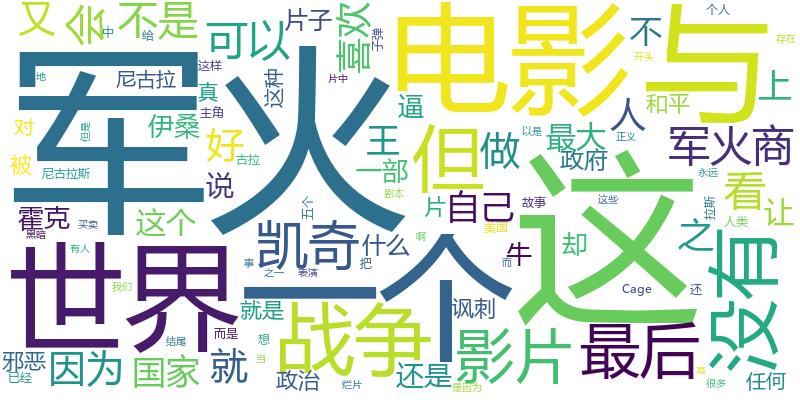 又
会
不是
可以
片子
中
给
喜欢
子弹
电影
与
个人
存在
不
开头
军火
尼古拉
这样
这种
片中
真
主角
地
但是
逼
人
和平
上
对
伊桑
被
好
古拉
王
但
做
最大
以是
正义
军火商
尼古拉斯
说
一部
政府
永远
看
让
霍克
黑暗
买卖
这个
五个
剧本
片
自己
故事
这些
拉斯
人类
这
美国
之
没有
世界
有人
凯奇
什么
一个
啊
牛
却
事
之一
表演
把
而
Cage
还
我们
就是
讽刺
战争
影片
最后
邪恶
结尾
而是
想
当
已经
因为
国家
就
政治
烂片
还是
是因为
高
很多
任何